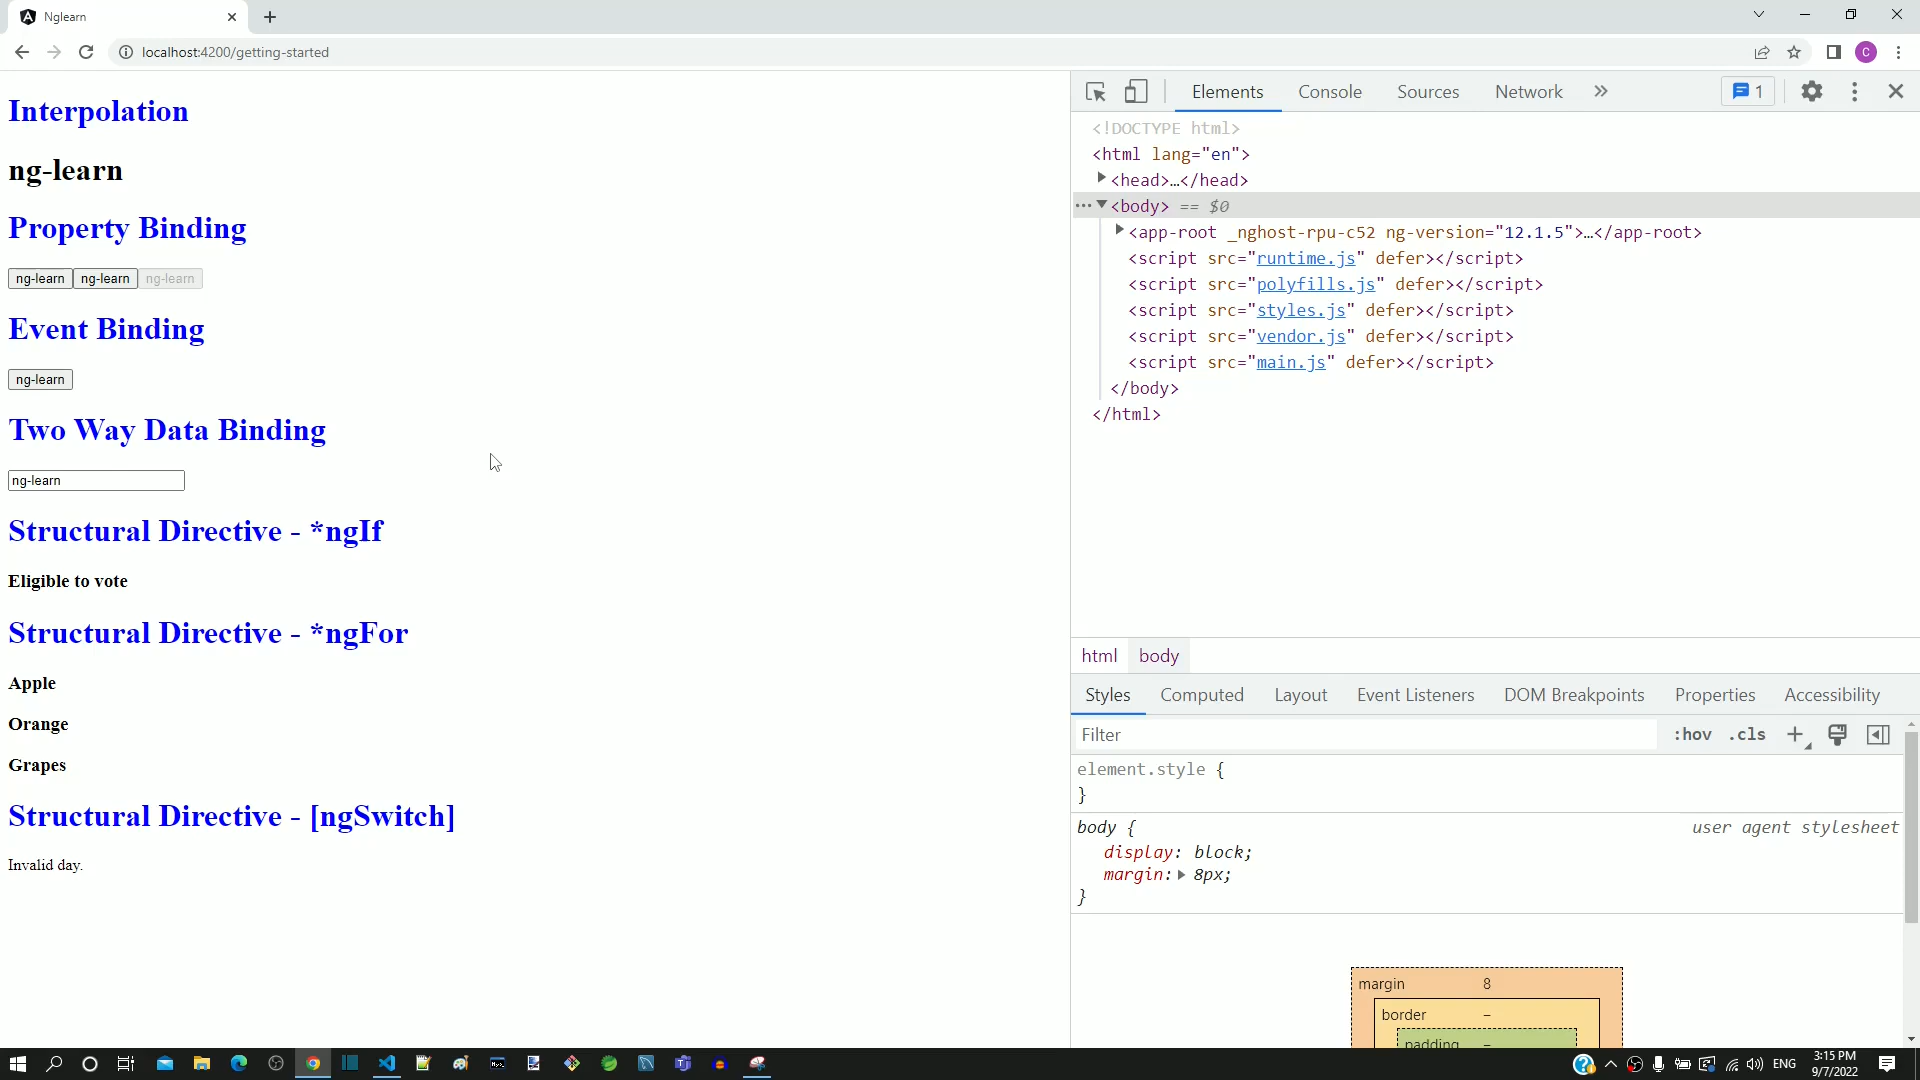 Nglearn
localhost:4200/getting-started
C
Interpolation
ng-learn
Property Binding
ng-learn ng-learn ng-learn
Event Binding
ng-learn
Two Way Data Binding
ng-learn
Structural Directive - *ngIf
Eligible to vote
Structural Directive - *ngFor
Apple
Orange
Grapes
Structural Directive - [ngSwitch]
Invalid day.
Elements Console Sources Network » 1
<!DOCTYPE html>
<html lang="en">
<head>…</head>
<body> == $0
<app-root _nghost-rpu-c52 ng-version="12.1.5">…</app-root>
<script src="runtime.js" defer></script>
<script src="polyfills.js" defer></script>
<script src="styles.js" defer></script>
<script src="vendor.js" defer></script>
<script src="main.js" defer></script>
</body>
</html>
html body
Styles Computed Layout Event Listeners DOM Breakpoints Properties Accessibility
Filter :hov .cls
element.style {
}
body { user agent stylesheet
display: block;
margin: 8px;
}
margin 8
border –
padding –
ENG 3:15 PM
9/7/2022